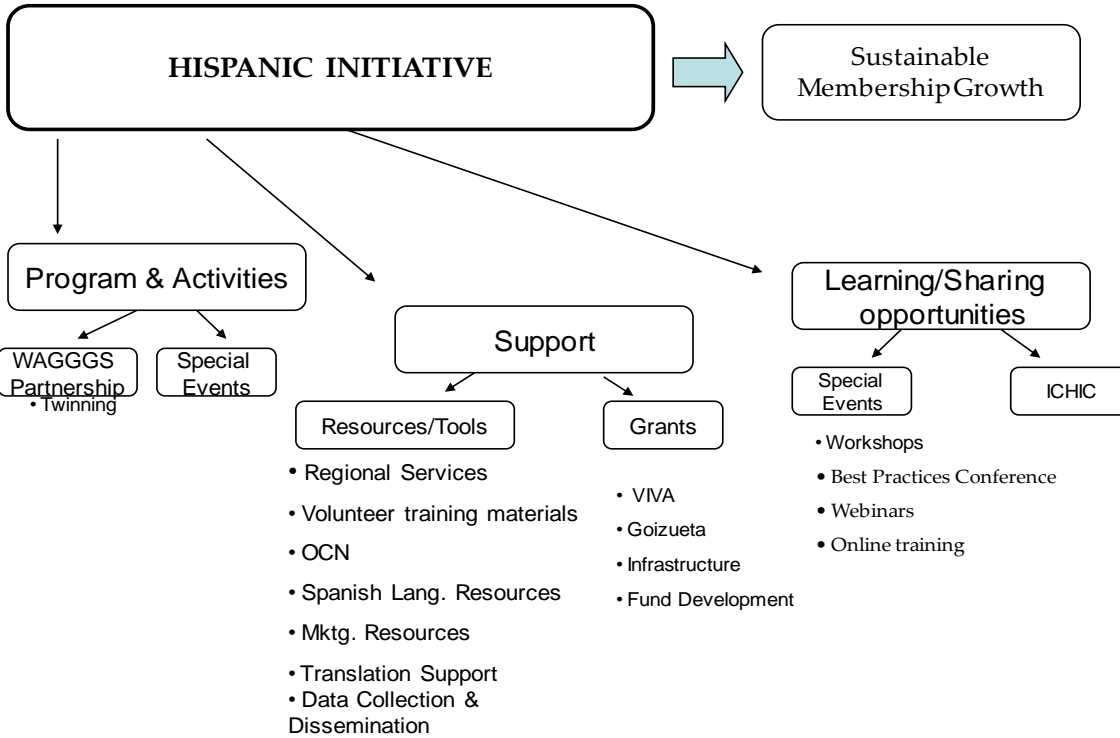 HISPANIC INITIATIVE
Sustainable
Membership Growth
Program & Activities
WAGGGS
Partnership
• Twinning
Special
Events
Support
Resources/Tools
• Regional Services
• Volunteer training materials
• OCN
• Spanish Lang. Resources
• Mktg. Resources
• Translation Support
• Data Collection &
Dissemination
Grants
• VIVA
• Goizueta
• Infrastructure
• Fund Development
Learning/Sharing
opportunities
Special
Events
• Workshops
• Best Practices Conference
• Webinars
• Online training
ICHIC